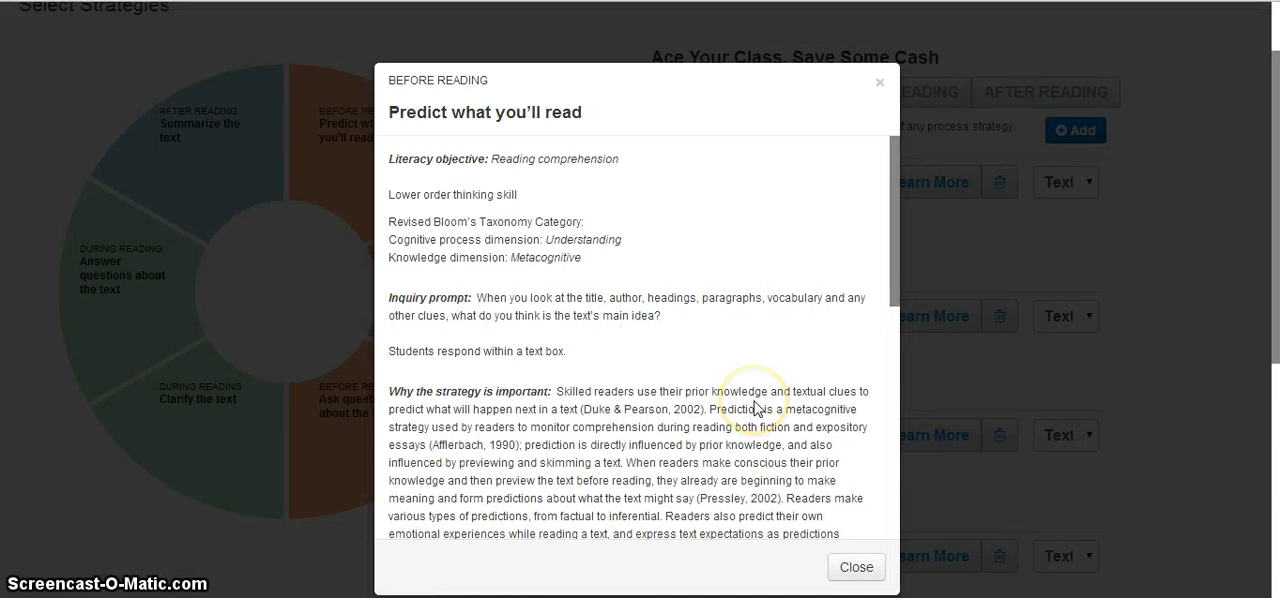 Select Strategies
Ace Your Class, Save Some Cash
EADING
AFTER READING
f any process strategy.
Add
AFTER READING
Summarize the
text
BEFORE RE
Predict wh
you'll read
DURING READING
Answer
questions about
the text
DURING READING
Clarify the text
BEFORE REA
Ask quest
about the
BEFORE READING
×
Predict what you'll read
Literacy objective: Reading comprehension
Lower order thinking skill
Revised Bloom's Taxonomy Category:
Cognitive process dimension: Understanding
Knowledge dimension: Metacognitive
Inquiry prompt: When you look at the title, author, headings, paragraphs, vocabulary and any
other clues, what do you think is the text's main idea?
Students respond within a text box.
Why the strategy is important: Skilled readers use their prior knowledge and textual clues to
predict what will happen next in a text (Duke & Pearson, 2002). Prediction is a metacognitive
strategy used by readers to monitor comprehension during reading both fiction and expository
essays (Afflerbach, 1990); prediction is directly influenced by prior knowledge, and also
influenced by previewing and skimming a text. When readers make conscious their prior
knowledge and then preview the text before reading, they already are beginning to make
meaning and form predictions about what the text might say (Pressley, 2002). Readers make
various types of predictions, from factual to inferential. Readers also predict their own
emotional experiences while reading a text, and express text expectations as predictions
Close
earn More
Text
earn More
Text
earn More
Text
earn More
Text
Screencast-O-Matic.com